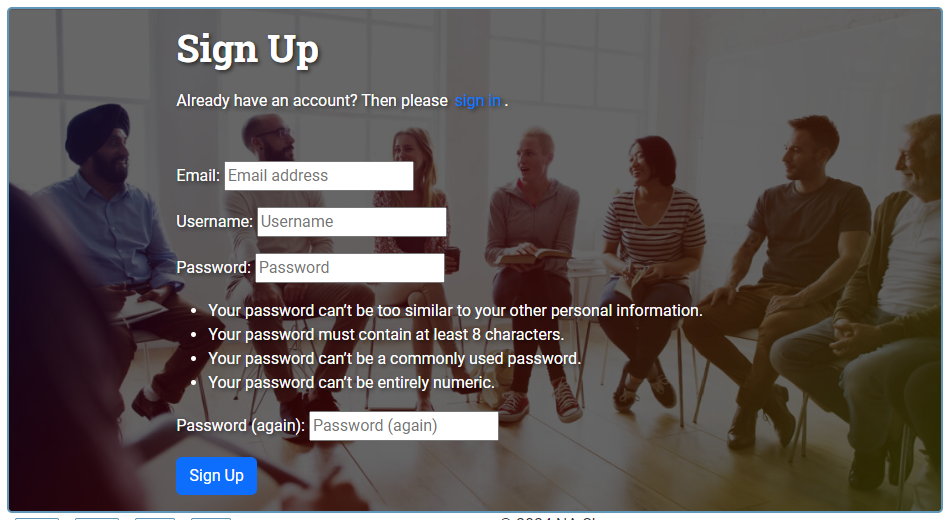 Sign Up
Already have an account? Then please sign in .
Email: Email address
Username: Username
Password: Password
• Your password can’t be too similar to your other personal information.
• Your password must contain at least 8 characters.
• Your password can’t be a commonly used password.
• Your password can’t be entirely numeric.
Password (again): Password (again)
Sign Up